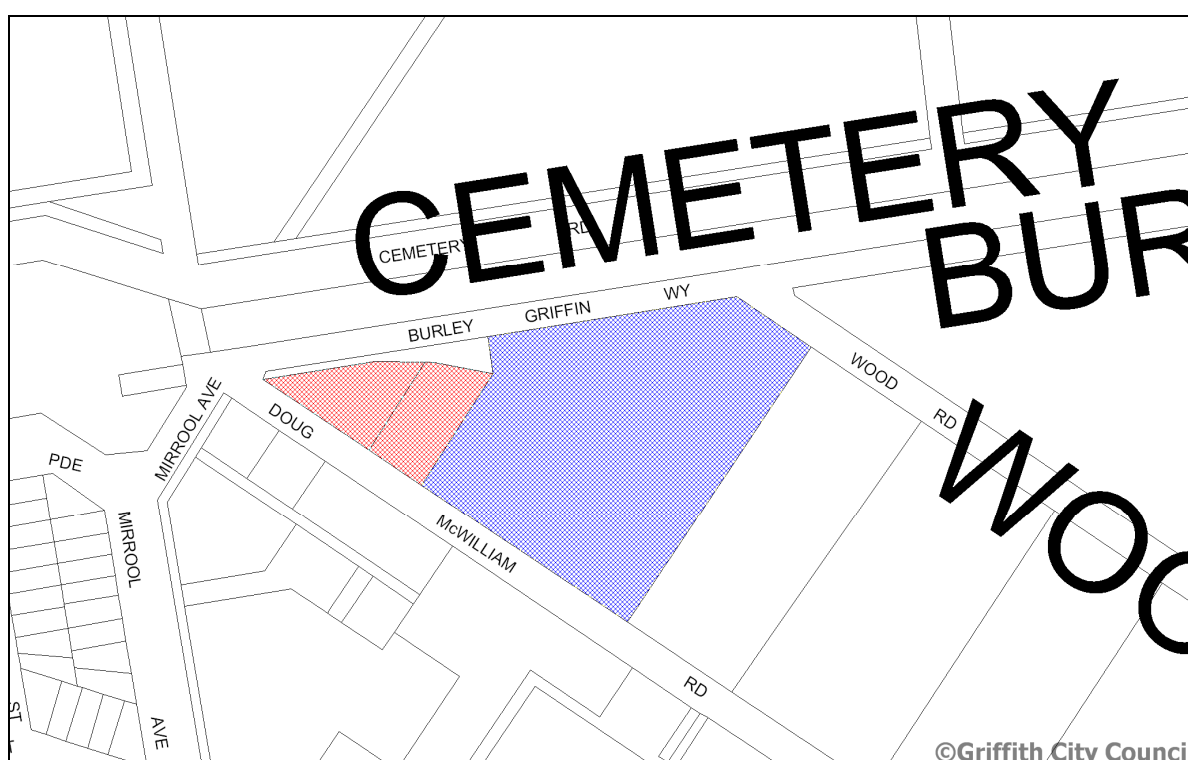 CEMETERY
BUR
CEMETERY RD
BURLEY GRIFFIN WY
WOOD RD
WOO
DOUG McWILLIAM RD
MIRROOL AVE
PDE
MIRROOL AVE
ST
©Griffith City Counci